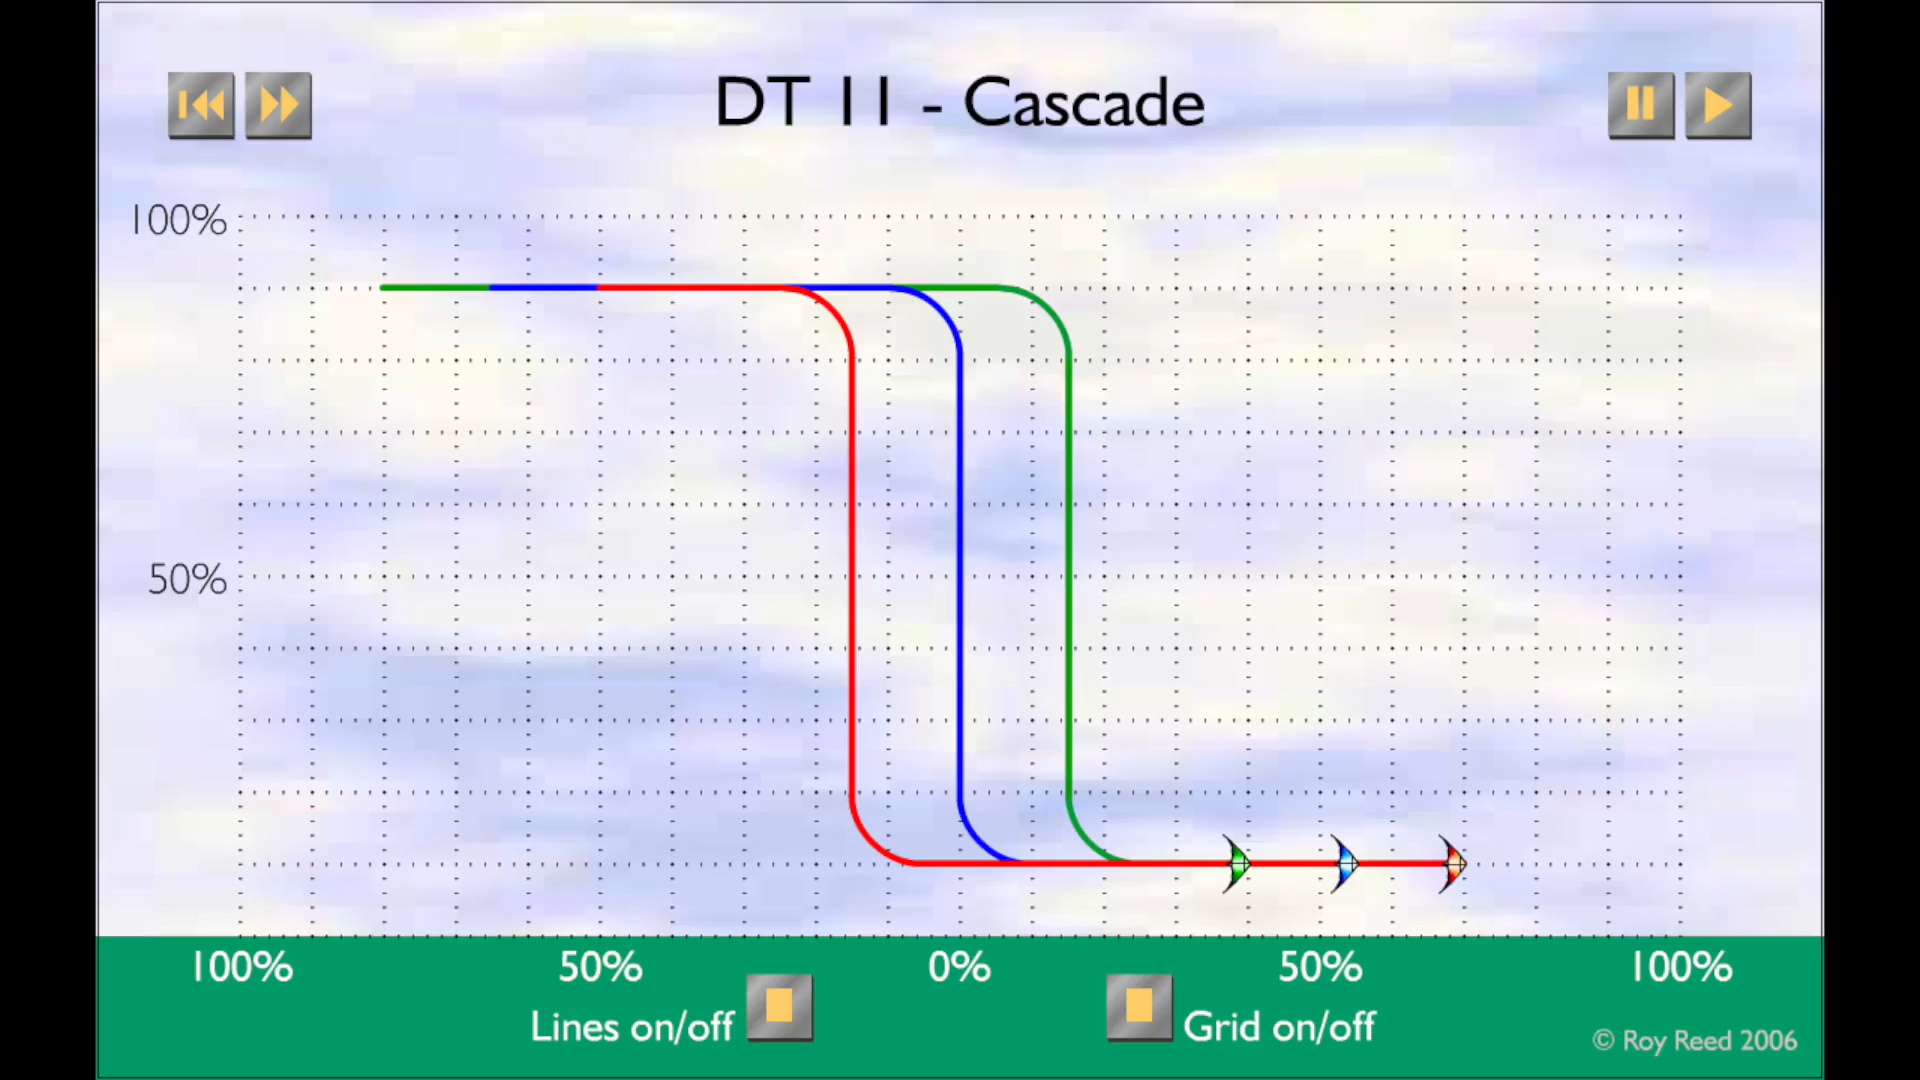 DT 11 - Cascade
100%
50%
100% 50% 0% 50% 100%
Lines on/off Grid on/off
© Roy Reed 2006